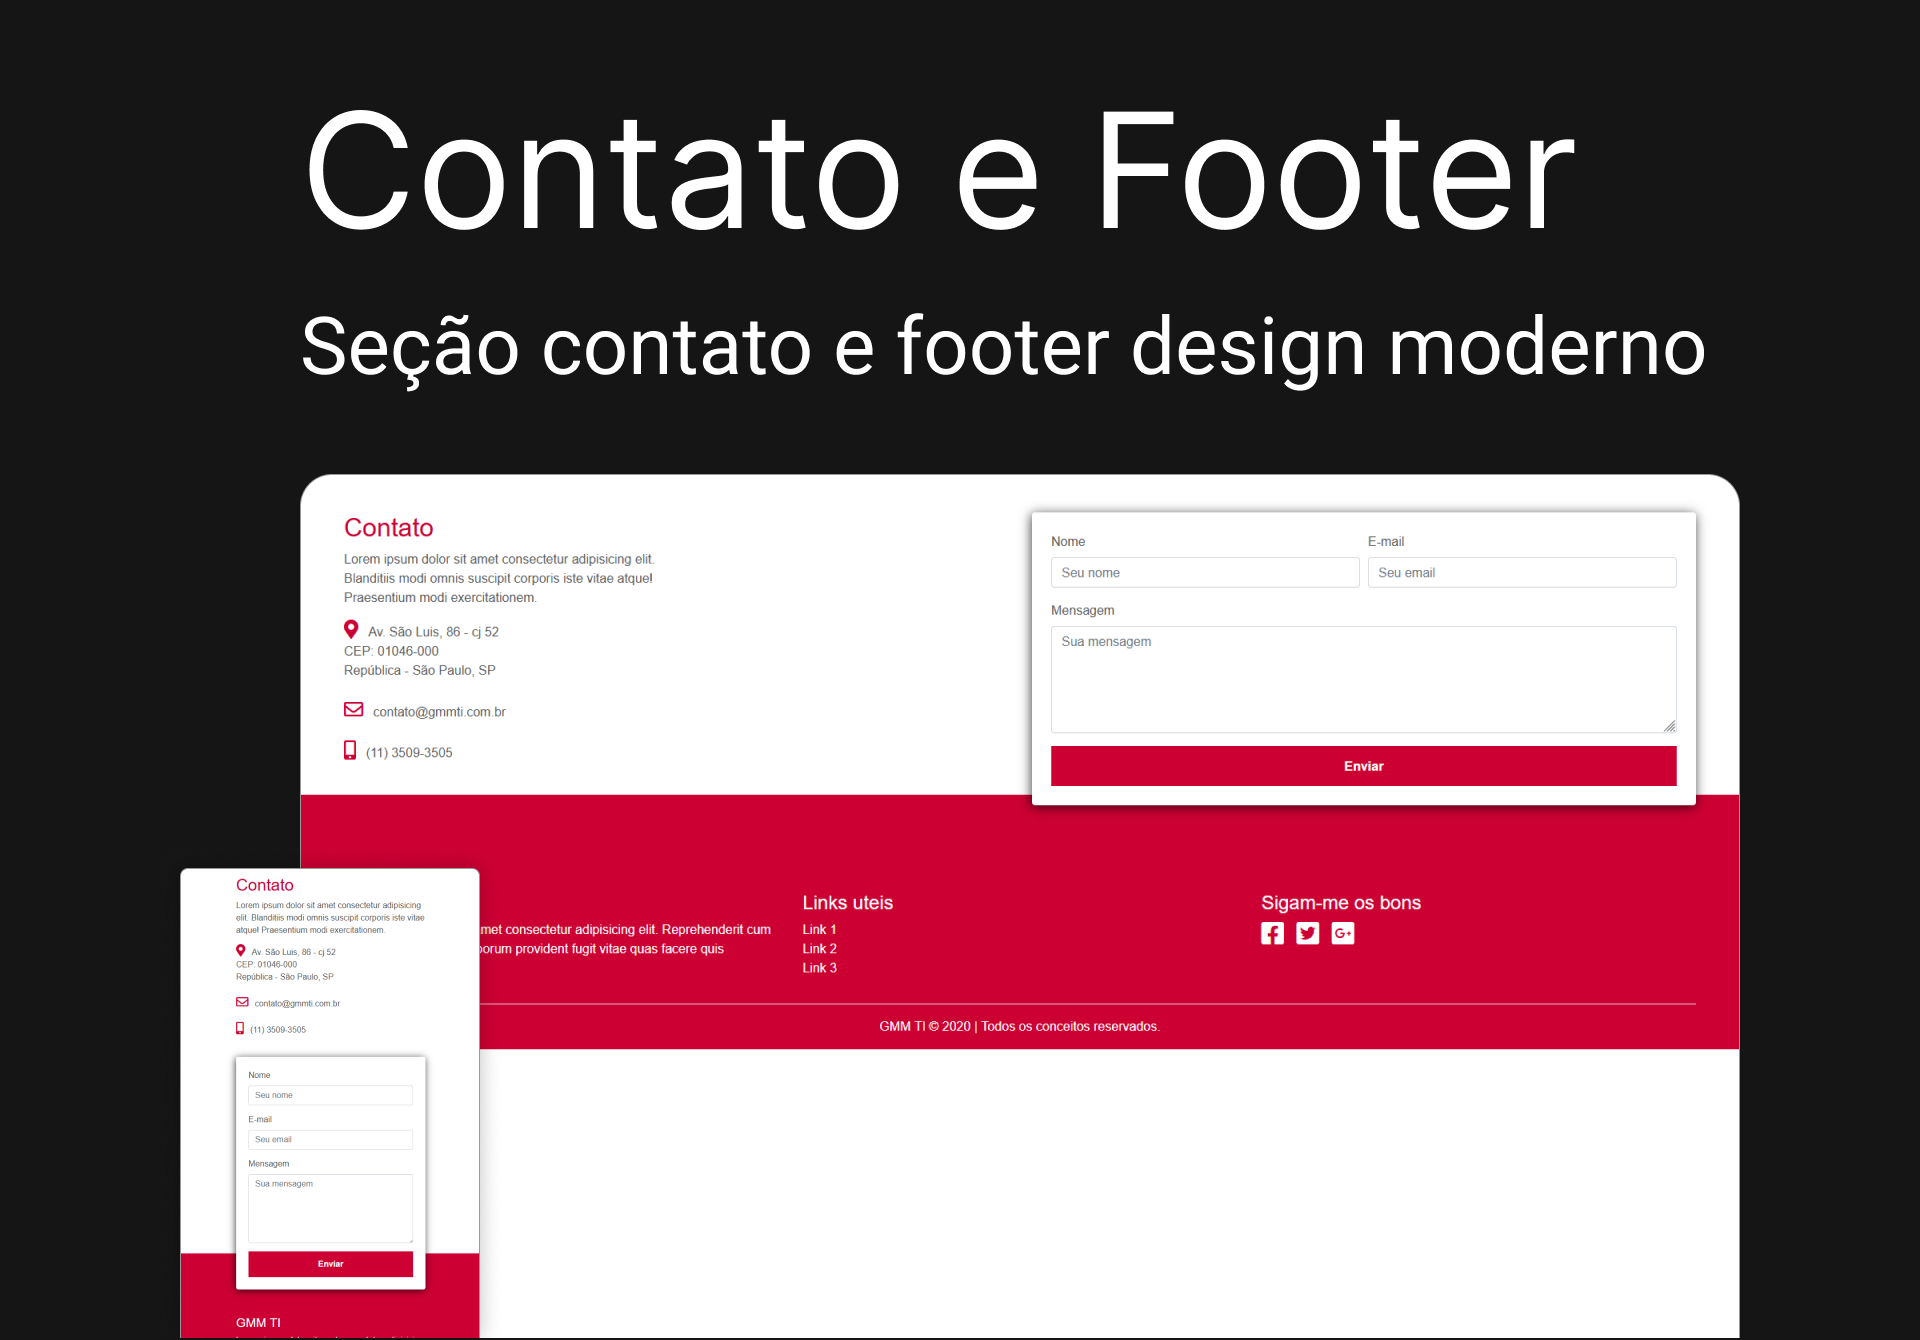 Contato e Footer
Seção contato e footer design moderno
Contato
Lorem ipsum dolor sit amet consectetur adipisicing elit.
Blanditiis modi omnis suscipit corporis iste vitae atque!
Praesentium modi exercitationem.
Av. São Luis, 86 - cj 52
CEP: 01046-000
República - São Paulo, SP
contato@gmmti.com.br
(11) 3509-3505
Nome
E-mail
Seu nome
Seu email
Mensagem
Sua mensagem
Enviar
met consectetur adipisicing elit. Reprehenderit cum
porum provident fugit vitae quas facere quis
Links uteis
Link 1
Link 2
Link 3
Sigam-me os bons
G+
GMM TI © 2020 | Todos os conceitos reservados.
Contato
Lorem ipsum dolor sit amet consectetur adipisicing
elit. Blanditiis modi omnis suscipit corporis iste vitae
atque! Praesentium modi exercitationem.
Av. São Luis, 86 - cj 52
CEP: 01046-000
República - São Paulo, SP
contato@gmmti.com.br
(11) 3509-3505
Nome
Seu nome
E-mail
Seu email
Mensagem
Sua mensagem
Enviar
GMM TI